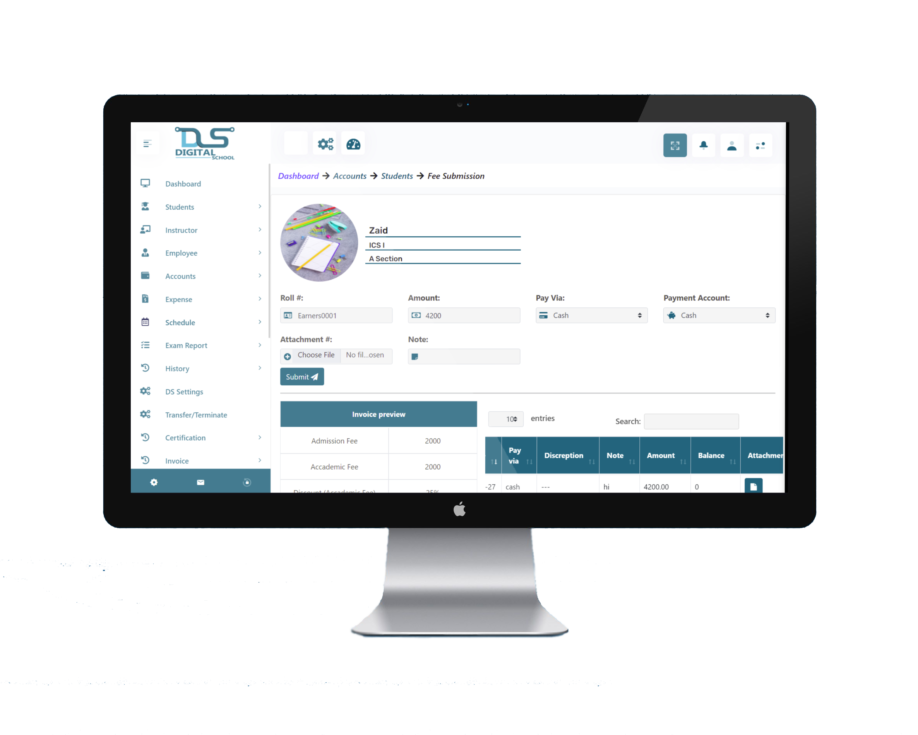 DS
DIGITAL
SCHOOL
Dashboard
Students
Instructor
Employee
Accounts
Expense
Schedule
Exam Report
History
DS Settings
Transfer/Terminate
Certification
Invoice
Dashboard → Accounts → Students → Fee Submission
Zaid
ICS I
A Section
Roll #: Amount: Pay Via: Payment Account:
Earners0001 4200 Cash Cash
Attachment #: Note:
Choose File No fil...osen
Submit
Invoice preview
Admission Fee 2000
Accademic Fee 2000
Discount (Academic Fee) 25%
10 entries Search:
Pay via Discreption Note Amount Balance Attachmen
-27 cash --- hi 4200.00 0